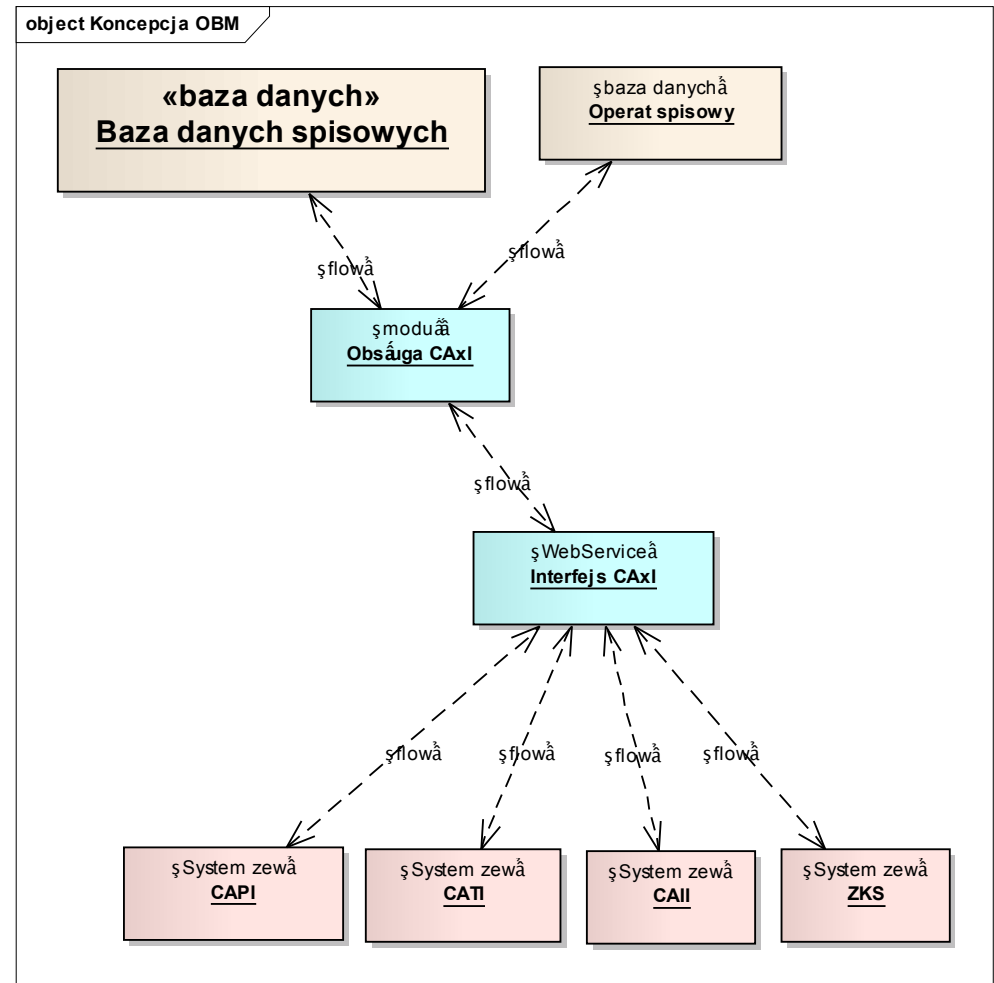 object Koncepcja OBM
«baza danych»
Baza danych spisowych
şbaza danychẩ
Operat spisowy
şflowẩ
şflowẩ
şmoduẩẩ
Obsẩuga CAxI
şflowẩ
şWebServiceẩ
Interfejs CAxI
şflowẩ
şflowẩ
şflowẩ
şflowẩ
şSystem zewẩ
CAPI
şSystem zewẩ
CATI
şSystem zewẩ
CAII
şSystem zewẩ
ZKS